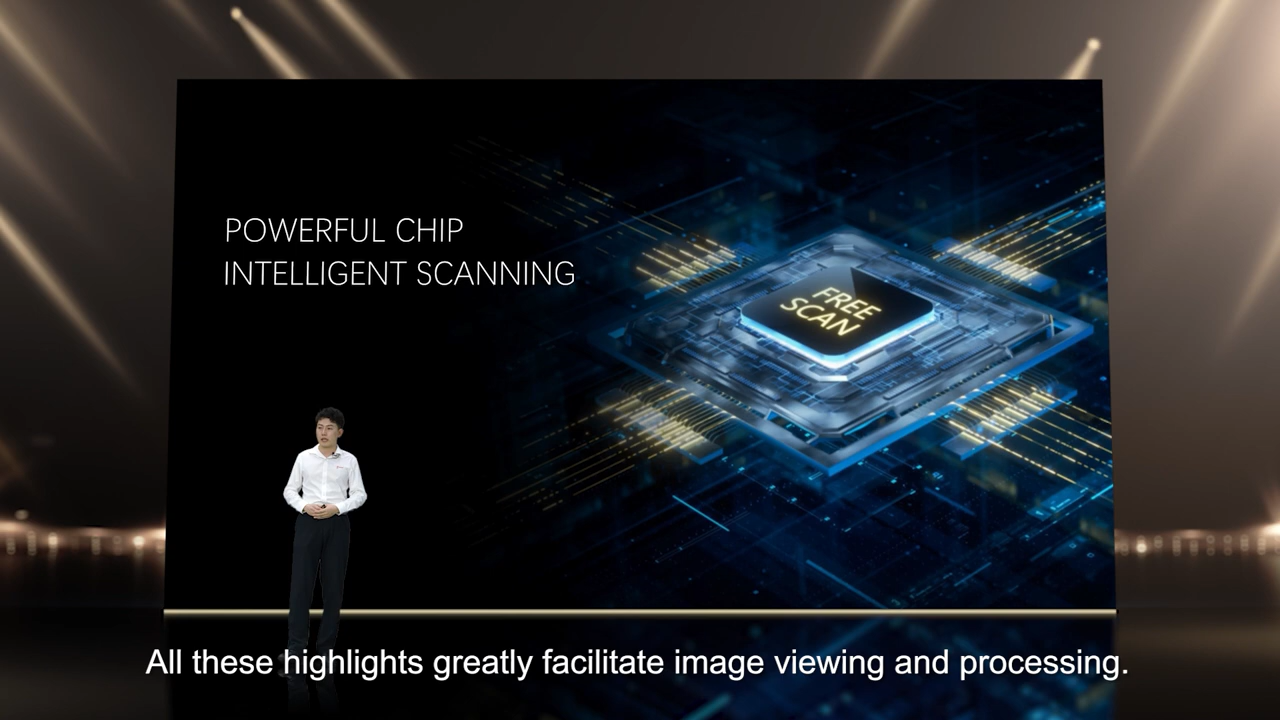 POWERFUL CHIP
INTELLIGENT SCANNING
FREE
SCAN
All these highlights greatly facilitate image viewing and processing.